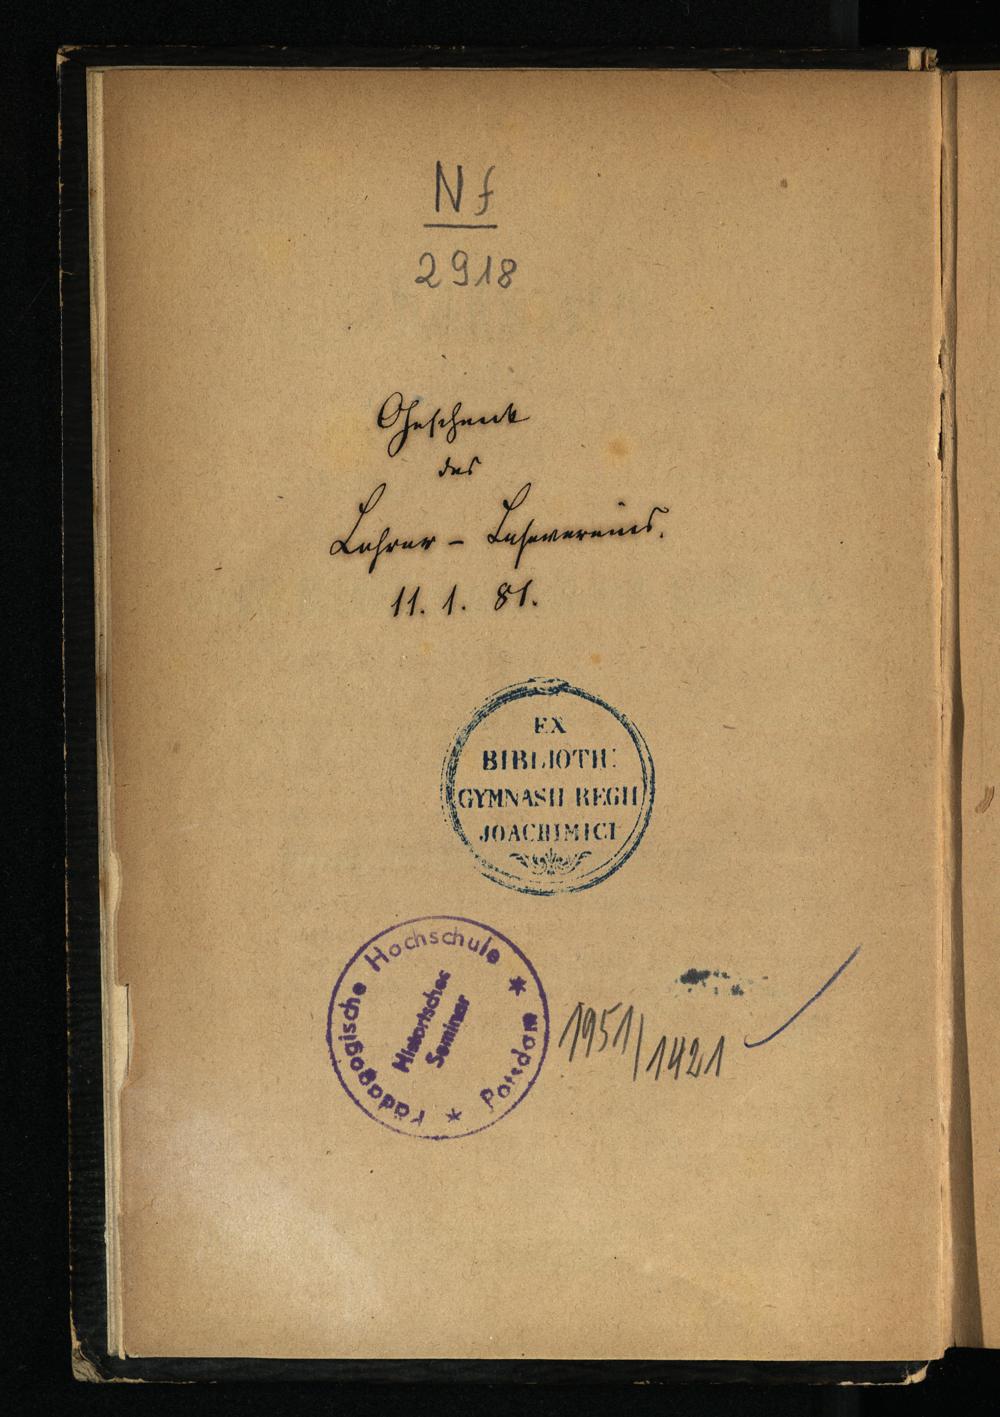 Nf
2918
Geschenk
des
Lehrer - Lesevereins.
11. 1. 81.
EX
BIBLIOTH:
GYMNASII REGII
JOACHIMICI
Pädagogische Hochschule * Potsdam *
Historisches
Seminar
1951/1421